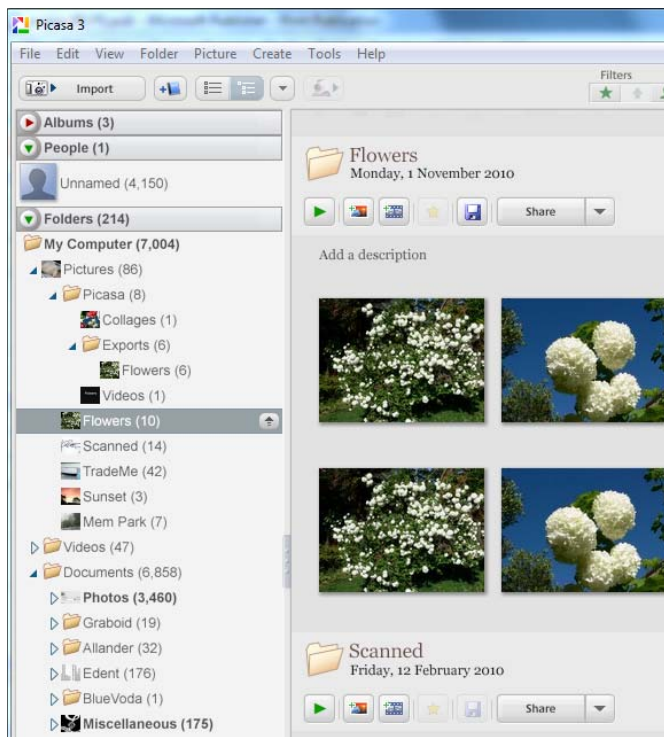 Picasa 3
File Edit View Folder Picture Create Tools Help
Import
Filters
Albums (3)
People (1)
Unnamed (4,150)
Folders (214)
My Computer (7,004)
Pictures (86)
Picasa (8)
Collages (1)
Exports (6)
Flowers (6)
Videos (1)
Flowers (10)
Scanned (14)
TradeMe (42)
Sunset (3)
Mem Park (7)
Videos (47)
Documents (6,858)
Photos (3,460)
Graboid (19)
Allander (32)
Edent (176)
BlueVoda (1)
Miscellaneous (175)
Flowers
Monday, 1 November 2010
Share
Add a description
Scanned
Friday, 12 February 2010
Share